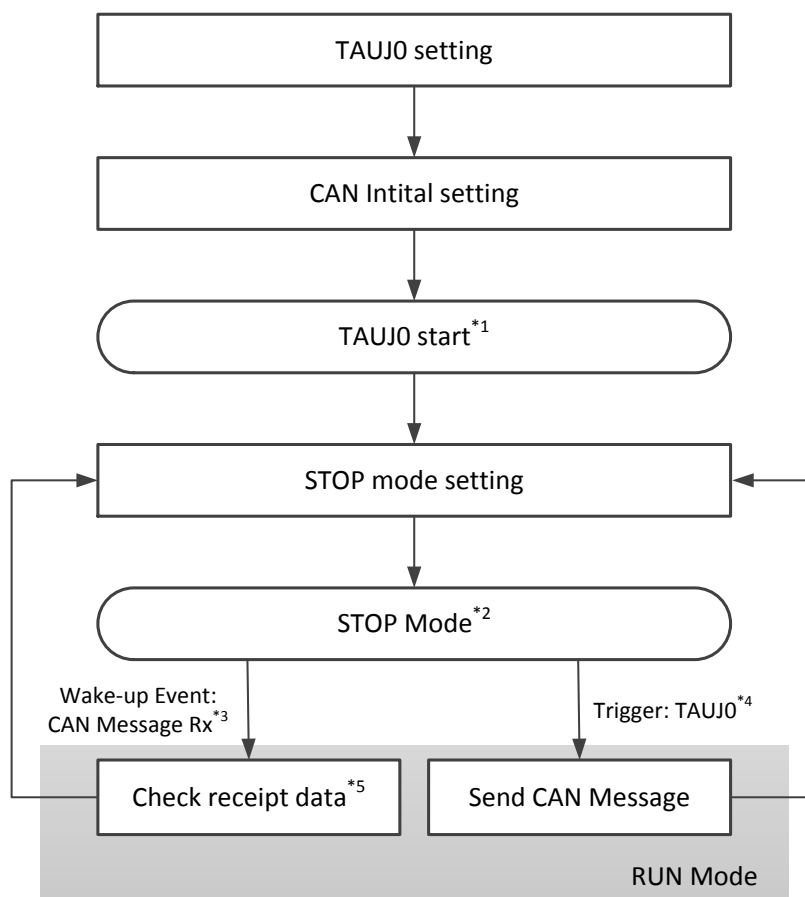 TAUJ0 setting
CAN Intital setting
TAUJ0 start*1
STOP mode setting
STOP Mode*2
Wake-up Event:
CAN Message Rx*3
Trigger: TAUJ0*4
Check receipt data*5
Send CAN Message
RUN Mode